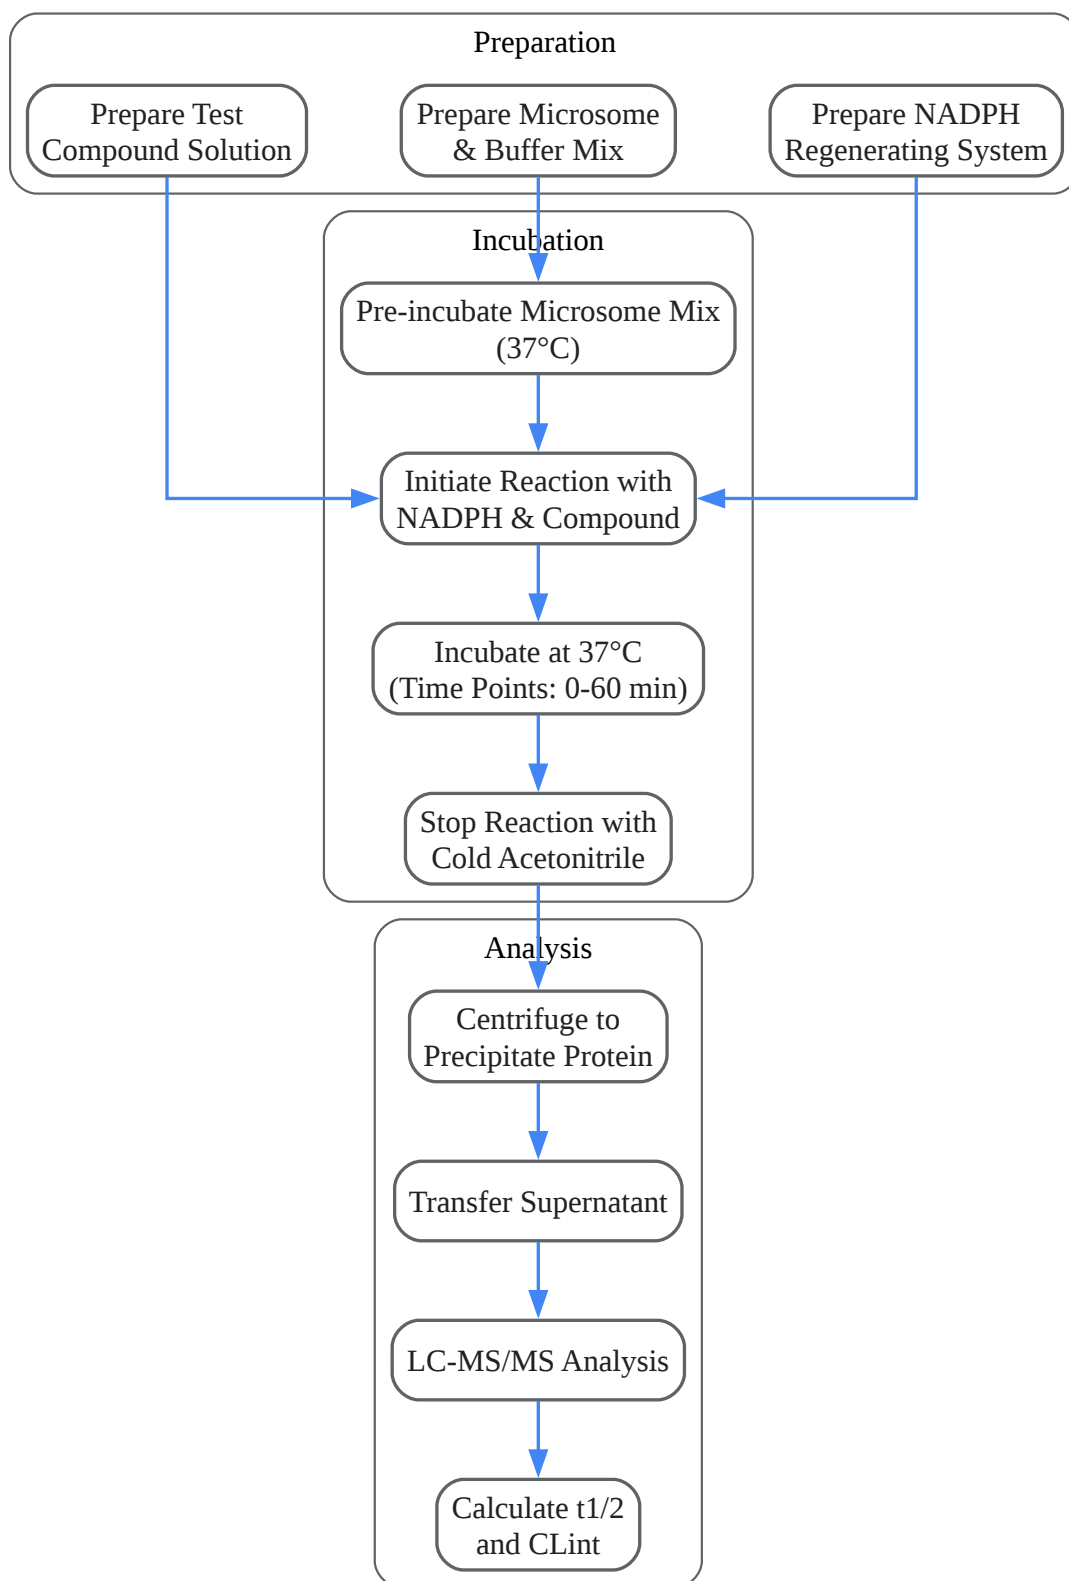 Preparation
Prepare Test
Compound Solution
Prepare Microsome
& Buffer Mix
Prepare NADPH
Regenerating System
Incubation
Pre-incubate Microsome Mix
(37°C)
Initiate Reaction with
NADPH & Compound
Incubate at 37°C
(Time Points: 0-60 min)
Stop Reaction with
Cold Acetonitrile
Analysis
Centrifuge to
Precipitate Protein
Transfer Supernatant
LC-MS/MS Analysis
Calculate t1/2
and CLint